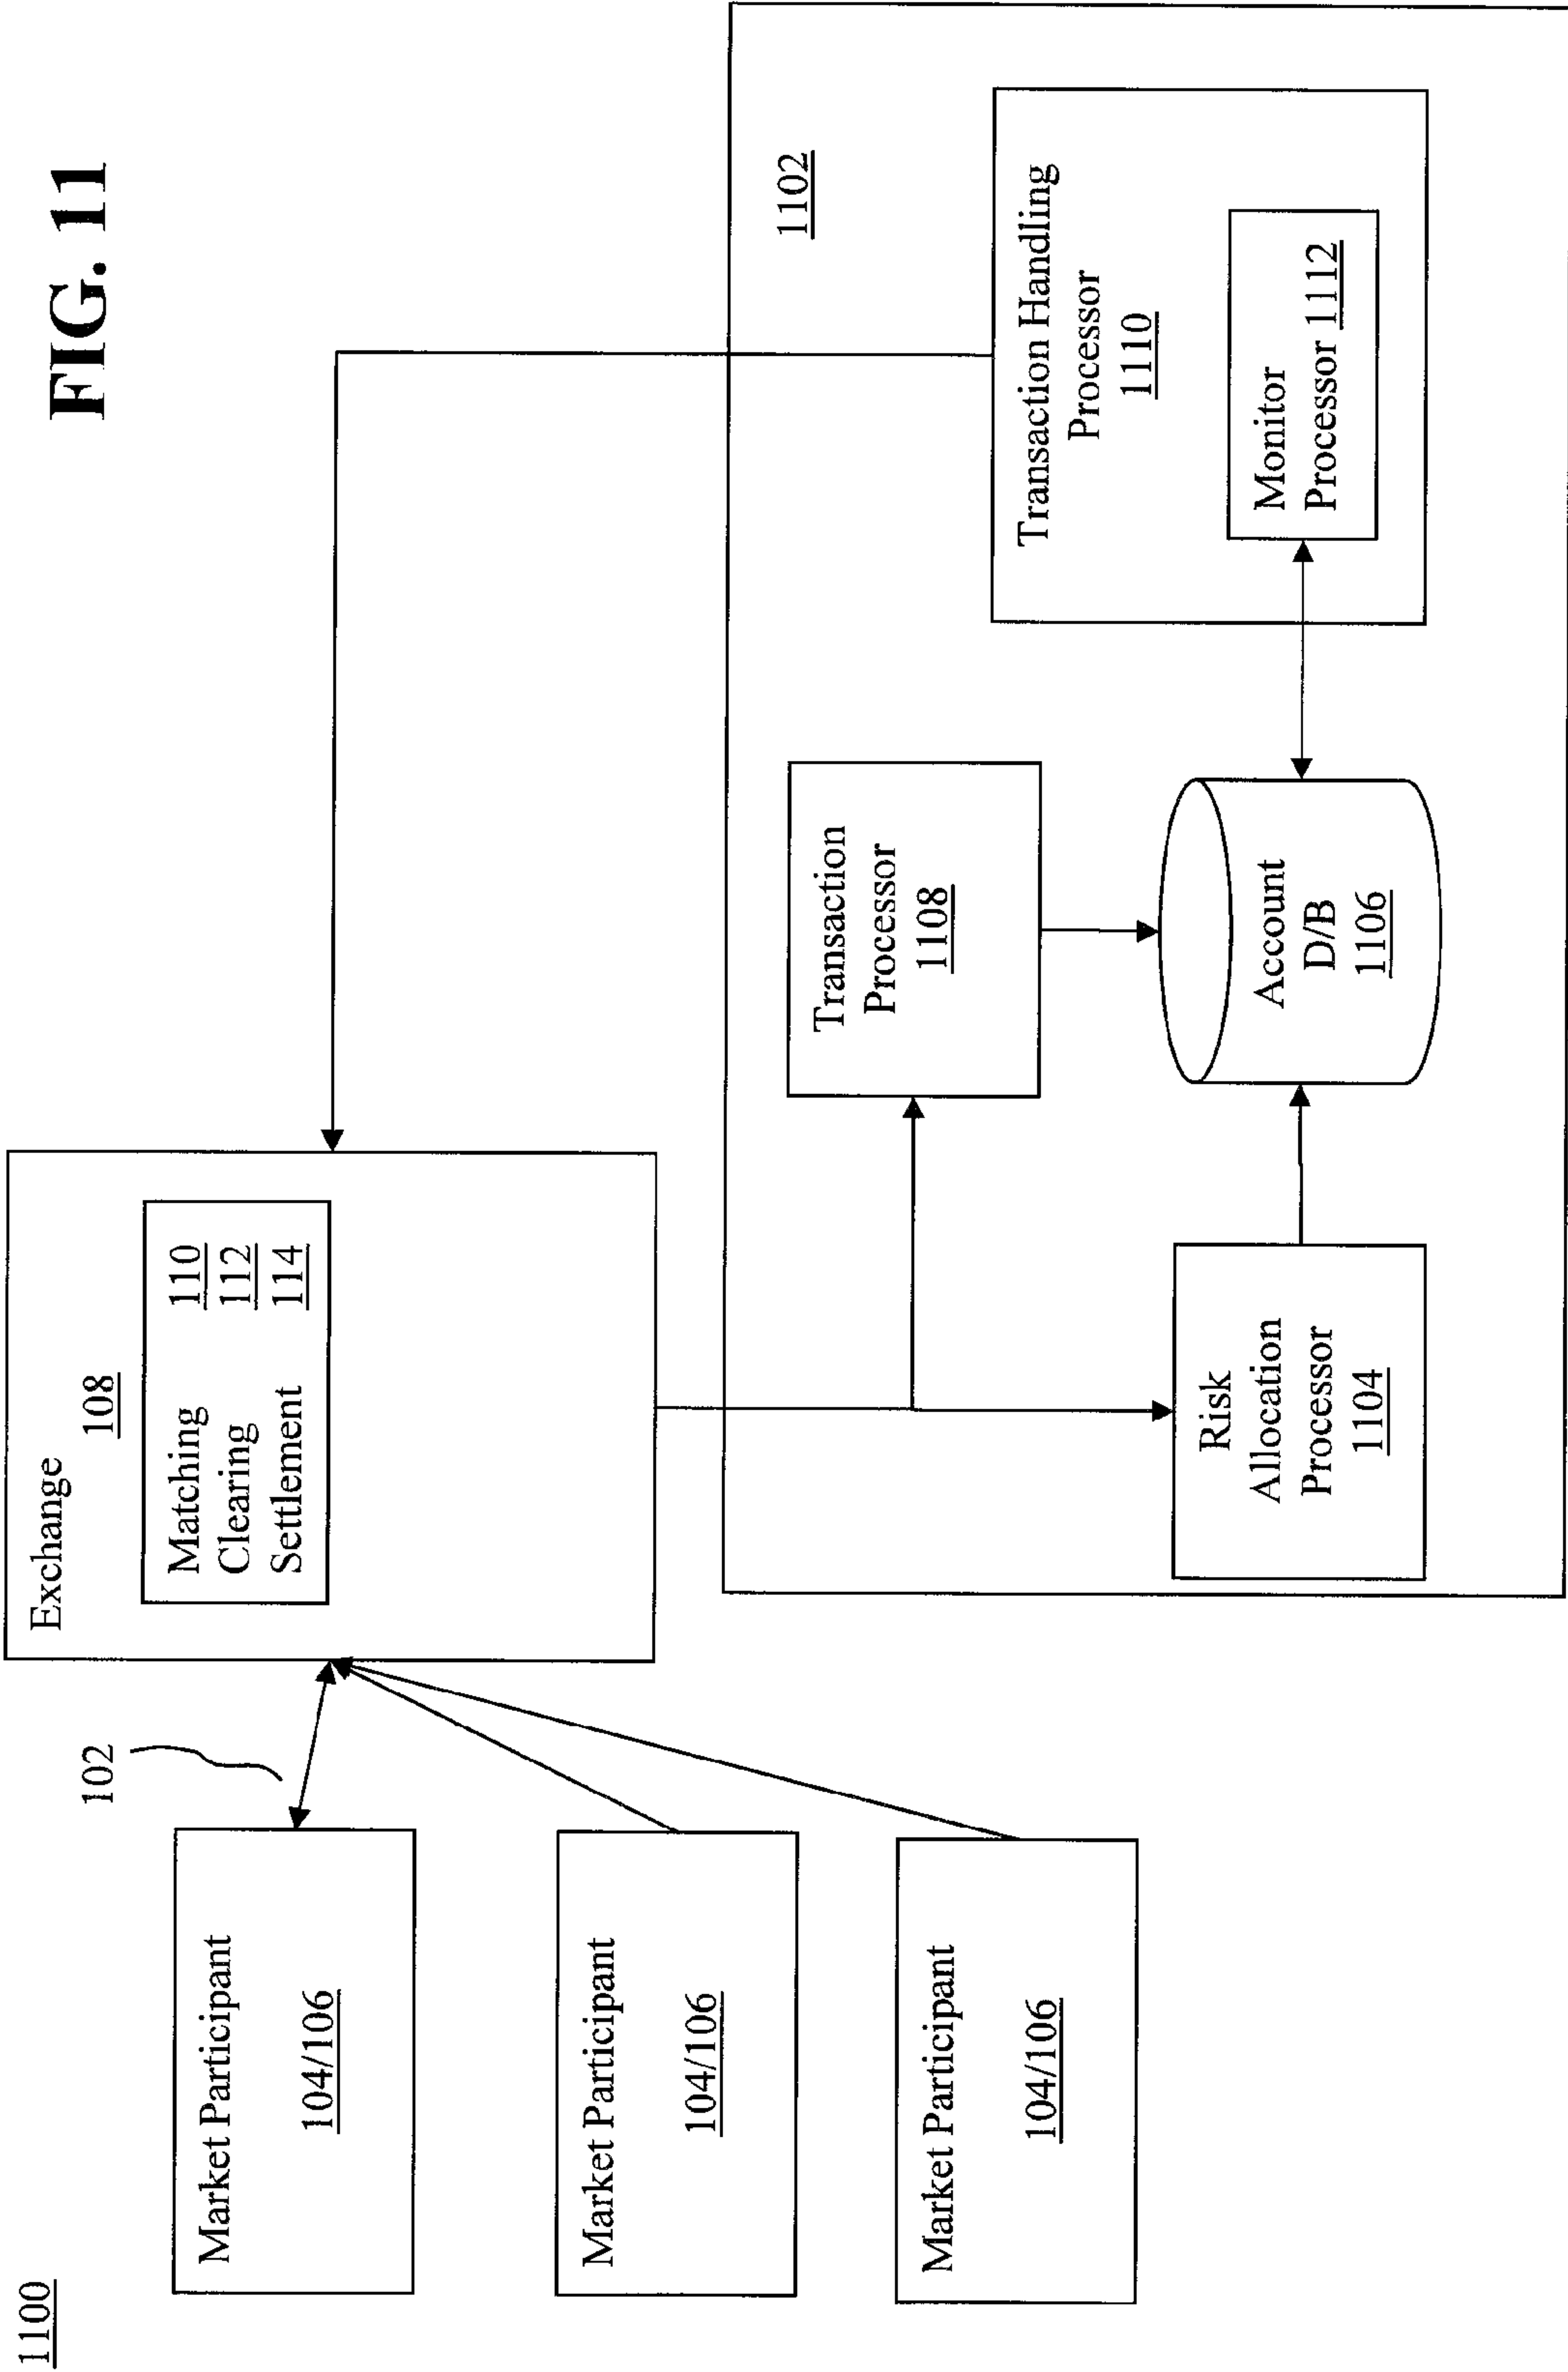 1100
FIG. 11
Market Participant
104/106
Market Participant
104/106
Market Participant
104/106
102
Exchange
108
Matching 110
Clearing 112
Settlement 114
1102
Transaction
Processor
1108
Risk
Allocation
Processor
1104
Account
D/B
1106
Transaction Handling
Processor
1110
Monitor
Processor 1112